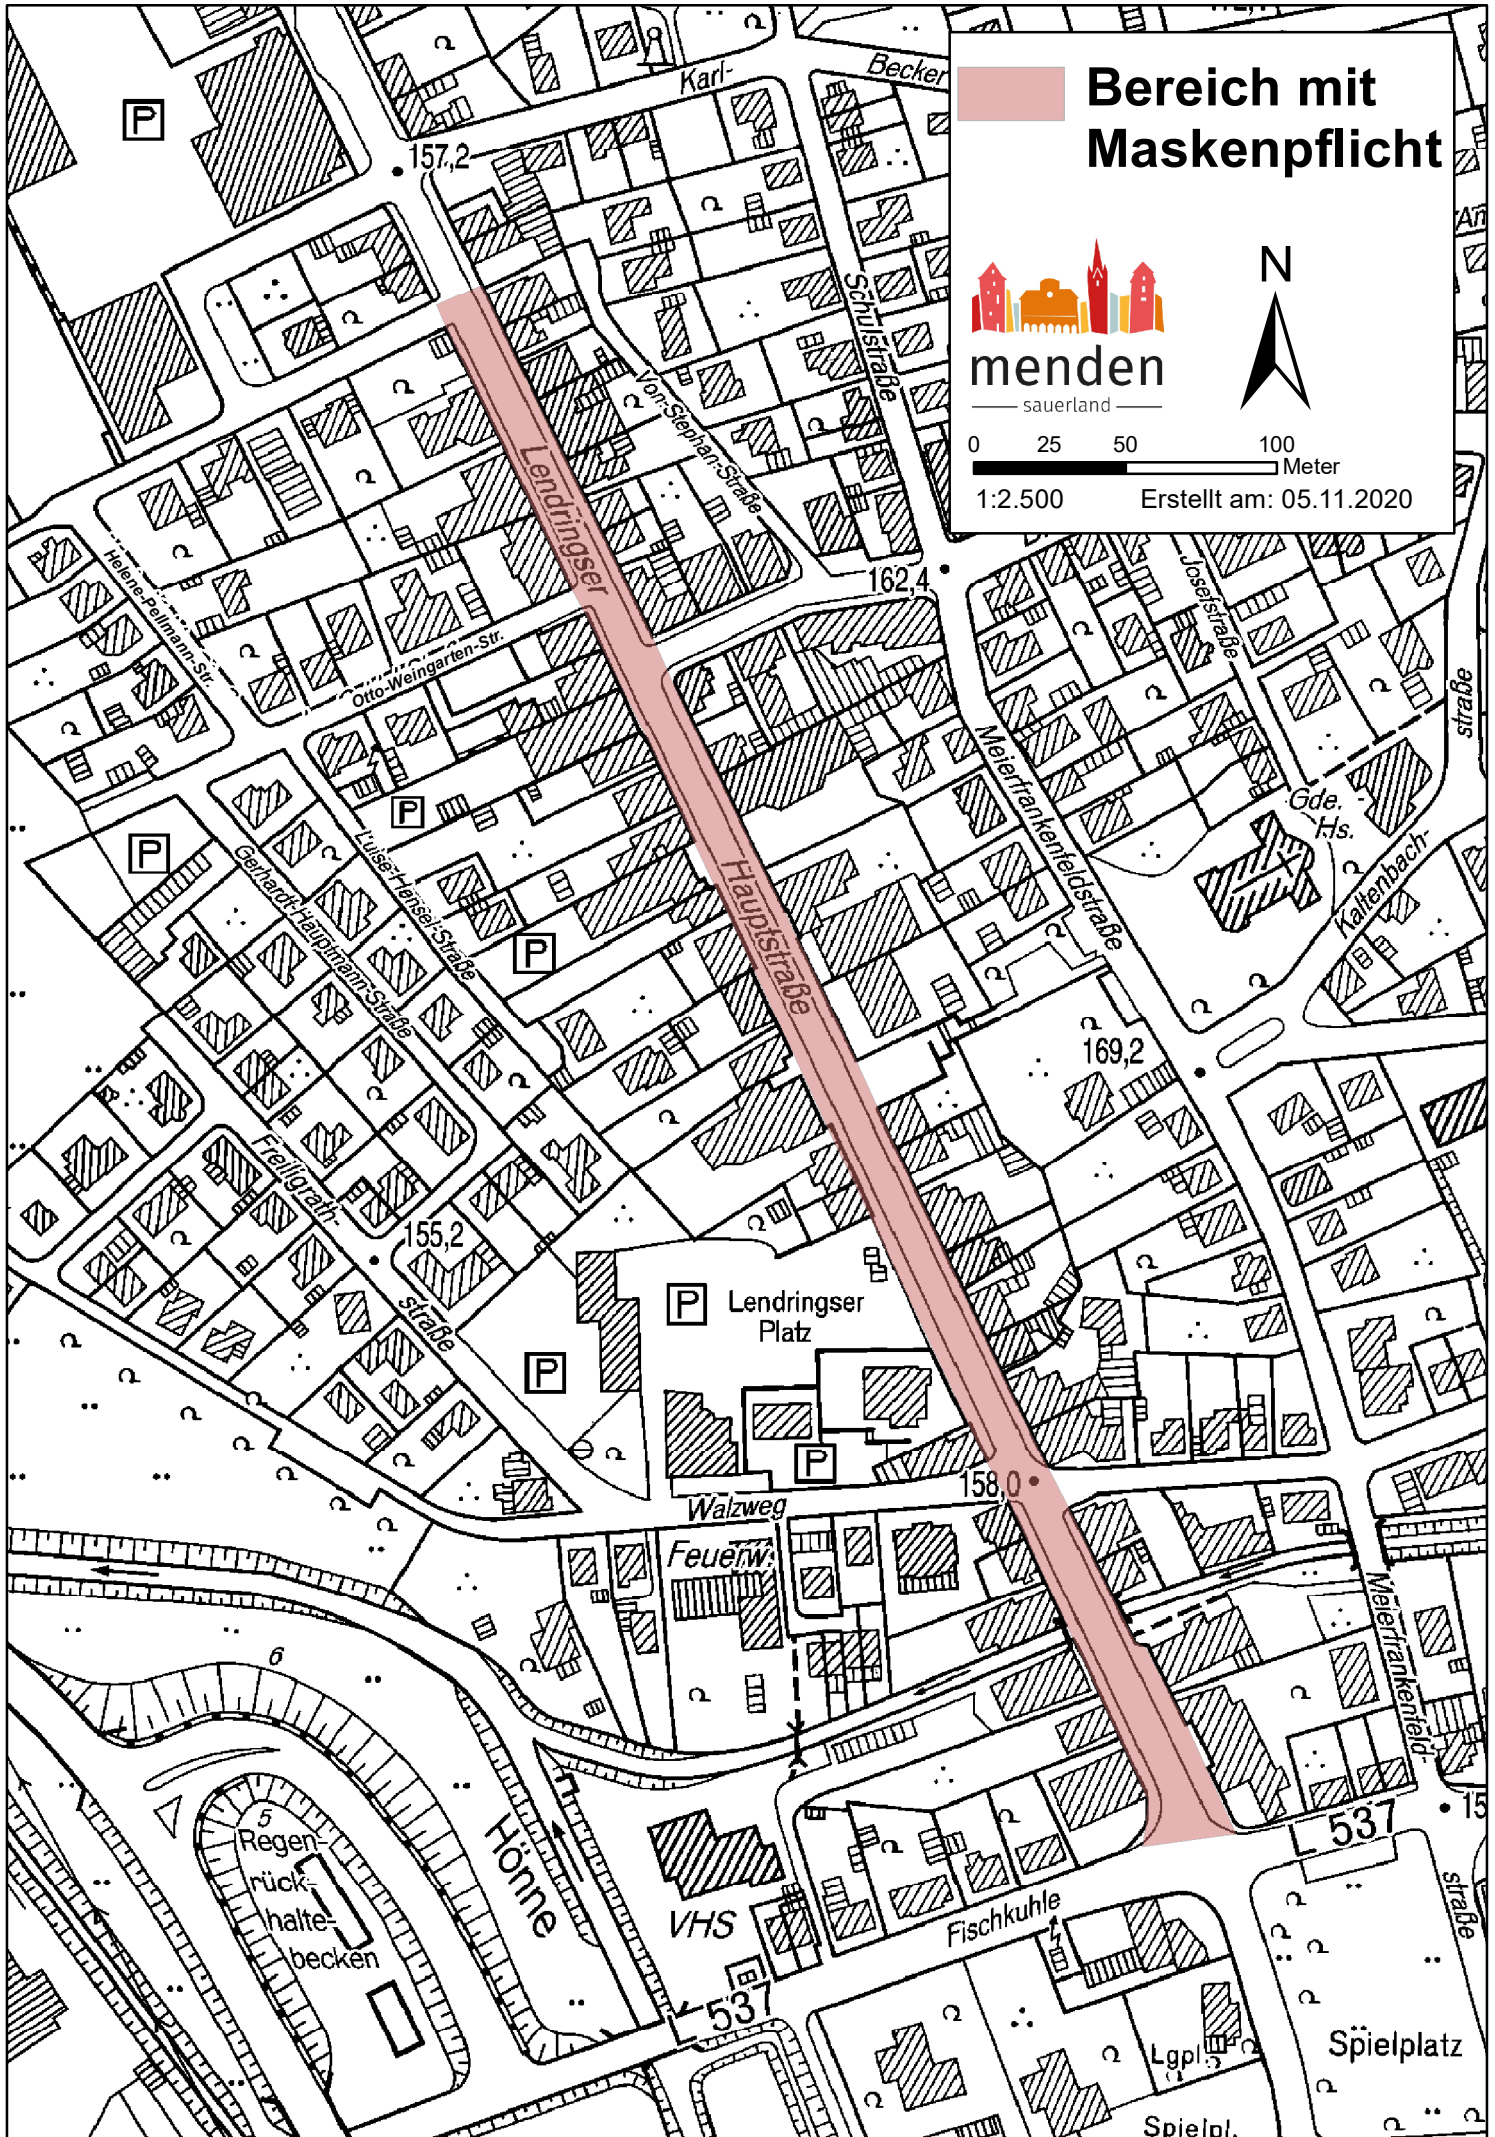 Bereich mit
Maskenpflicht
menden
sauerland
N
0 25 50 100
Meter
1:2.500 Erstellt am: 05.11.2020
Karl-
Becker
P
157,2
An
Schulstraße
Von-Stephan-Straße
Lendringser
162,4
Josefstraße
Helene-Pellmann-Str.
Otto-Weingarten-Str.
straße
Meierfrankenfeldstraße
Gde.
Hs.
P
P
Luise-Hensel-Straße
Gerhardt-Hauptmann-Straße
Hauptstraße
Kaltenbach-
P
169,2
Freiligrath-
straße
155,2
P
Lendringser
Platz
P
P
158,0
Walzweg
Feuerw.
Meierfrankenfeld-
straße
6
5
Regen-
rück-
halte-
becken
Hönne
VHS
537
15
Fischkuhle
537
Lgpl.
Spielplatz
Spielpl.